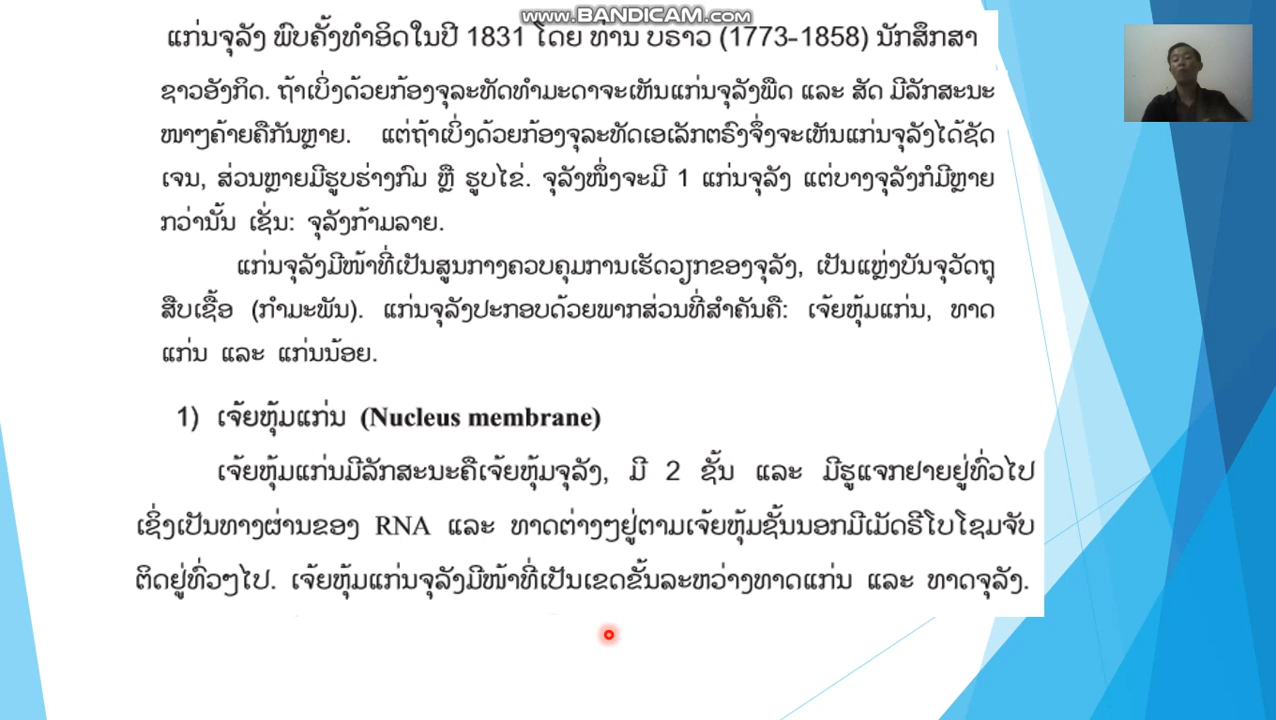 www.BANDICAM.com
ແກ່ນຈຸລັງ ພົບຄັ້ງທຳອິດໃນປີ 1831 ໂດຍ ທ່ານ ບຣາວ (1773-1858) ນັກສຶກສາ
ຊາວອັງກິດ. ຖ້າເບິ່ງດ້ວຍກ້ອງຈຸລະທັດທຳມະດາຈະເຫັນແກ່ນຈຸລັງພືດ ແລະ ສັດ ມີລັກສະນະ
ໜາໆຄ້າຍຄືກັນຫຼາຍ. ແຕ່ຖ້າເບິ່ງດ້ວຍກ້ອງຈຸລະທັດເອເລັກຕຣົງຈຶ່ງຈະເຫັນແກ່ນຈຸລັງໄດ້ຊັດ
ເຈນ, ສ່ວນຫຼາຍມີຮູບຮ່າງກົມ ຫຼື ຮູບໄຂ່. ຈຸລັງໜຶ່ງຈະມີ 1 ແກ່ນຈຸລັງ ແຕ່ບາງຈຸລັງກໍມີຫຼາຍ
ກວ່ານັ້ນ ເຊັ່ນ: ຈຸລັງກ້າມລາຍ.
ແກ່ນຈຸລັງມີໜ້າທີ່ເປັນສູນກາງຄວບຄຸມການເຮັດວຽກຂອງຈຸລັງ, ເປັນແຫຼ່ງບັນຈຸວັດຖຸ
ສືບເຊື້ອ (ກຳມະພັນ). ແກ່ນຈຸລັງປະກອບດ້ວຍພາກສ່ວນທີ່ສຳຄັນຄື: ເຈ້ຍຫຸ້ມແກ່ນ, ທາດ
ແກ່ນ ແລະ ແກ່ນນ້ອຍ.
1) ເຈ້ຍຫຸ້ມແກ່ນ (Nucleus membrane)
ເຈ້ຍຫຸ້ມແກ່ນມີລັກສະນະຄືເຈ້ຍຫຸ້ມຈຸລັງ, ມີ 2 ຊັ້ນ ແລະ ມີຮູແຈກຢາຍຢູ່ທົ່ວໄປ
ເຊິ່ງເປັນທາງຜ່ານຂອງ RNA ແລະ ທາດຕ່າງໆຢູ່ຕາມເຈ້ຍຫຸ້ມຊັ້ນນອກມີເມັດຣີໂບໂຊມຈັບ
ຕິດຢູ່ທົ່ວໆໄປ. ເຈ້ຍຫຸ້ມແກ່ນຈຸລັງມີໜ້າທີ່ເປັນເຂດຂັ້ນລະຫວ່າງທາດແກ່ນ ແລະ ທາດຈຸລັງ.